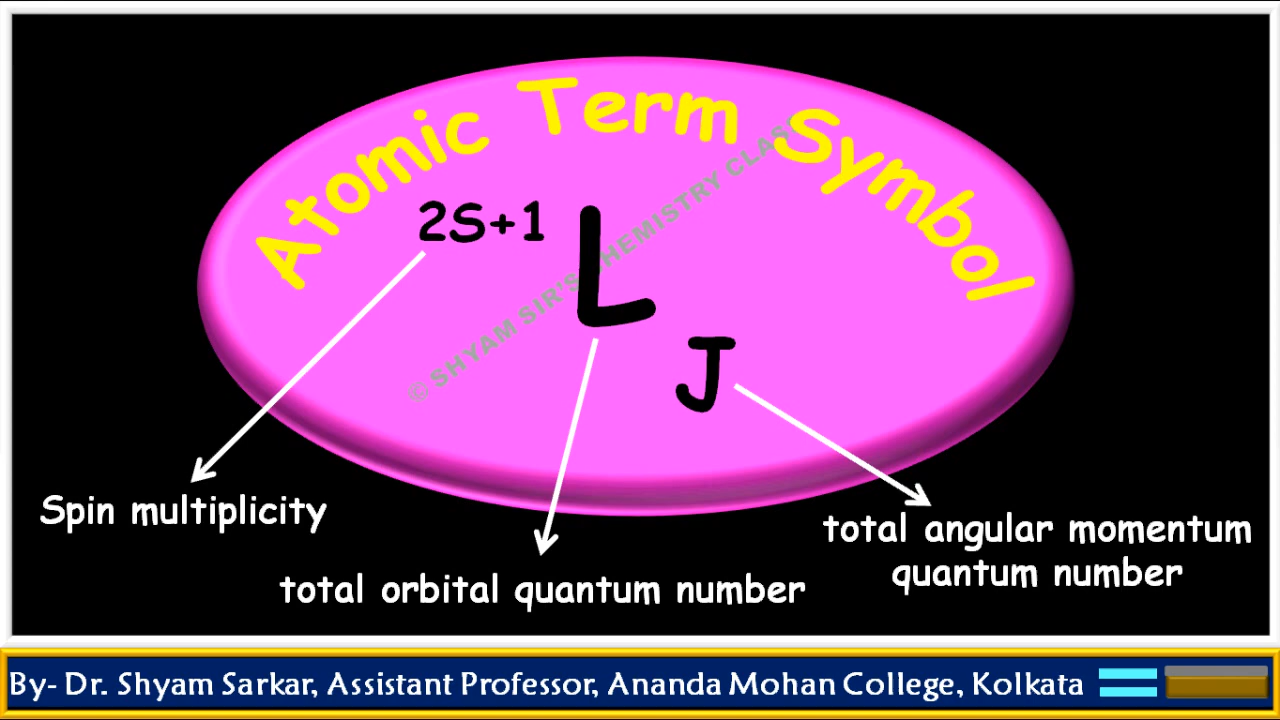 Atomic Term Symbol
2S+1
L
J
© SHYAM SIR'S CHEMISTRY CLASS
Spin multiplicity
total orbital quantum number
total angular momentum
quantum number
By- Dr. Shyam Sarkar, Assistant Professor, Ananda Mohan College, Kolkata